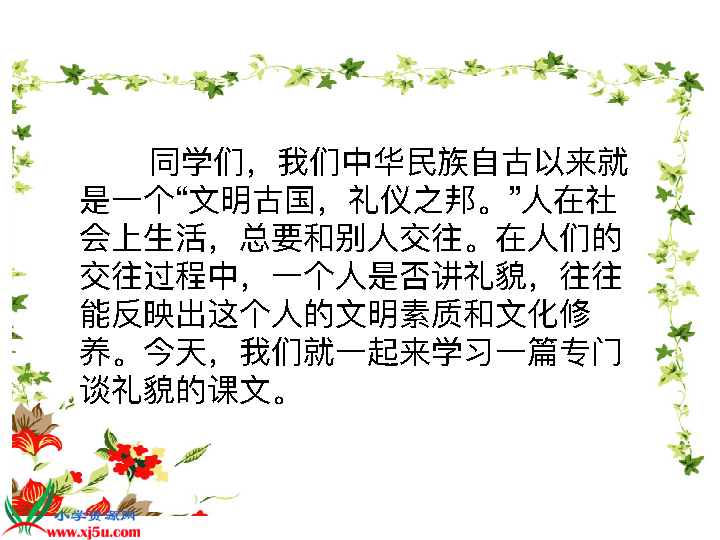 同学们，我们中华民族自古以来就
是一个“文明古国，礼仪之邦。”人在社
会上生活，总要和别人交往。在人们的
交往过程中，一个人是否讲礼貌，往往
能反映出这个人的文明素质和文化修
养。今天，我们就一起来学习一篇专门
谈礼貌的课文。
小学资源网
www.xj5u.com